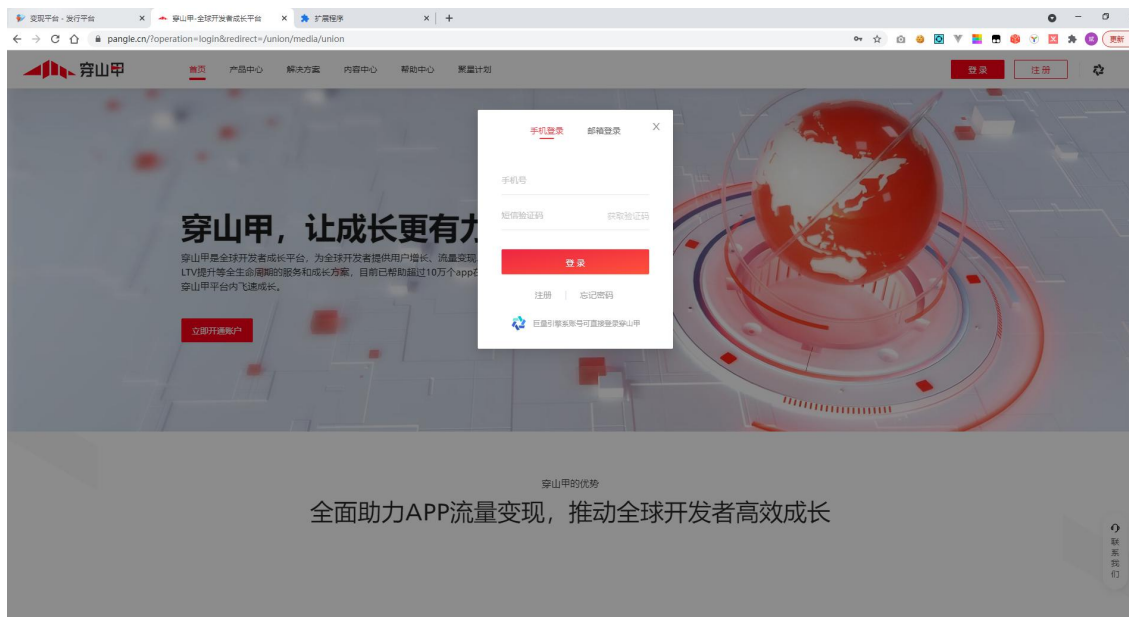 变现平台 - 发行平台
穿山甲-全球开发者成长平台
扩展程序
pangle.cn/?operation=login&redirect=/union/media/union
更新
穿山甲
首页
产品中心
解决方案
内容中心
帮助中心
聚星计划
登录
注册
手机登录
邮箱登录
手机号
短信验证码
获取验证码
登录
注册
忘记密码
巨量引擎系账号可直接登录穿山甲
穿山甲，让成长更有力
穿山甲是全球开发者成长平台，为全球开发者提供用户增长、流量变现、
LTV提升等全生命周期的服务和成长方案，目前已帮助超过10万个app在
穿山甲平台内飞速成长。
立即开通账户
穿山甲的优势
全面助力APP流量变现，推动全球开发者高效成长
联系我们